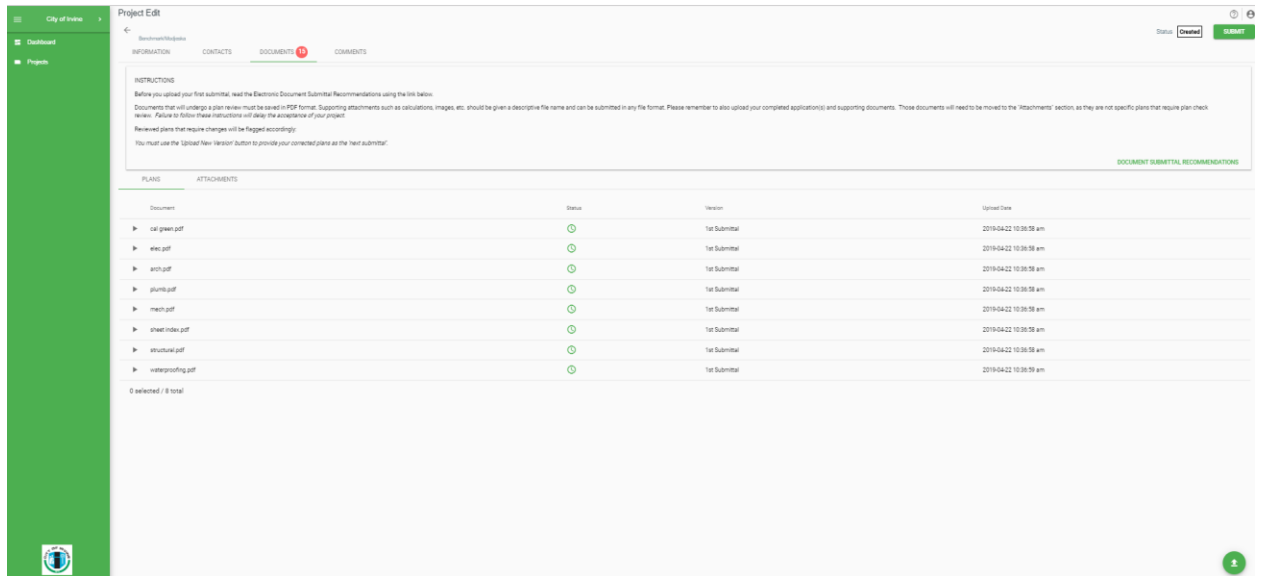 City of Irvine
Dashboard
Projects
Project Edit
Status Created SUBMIT
INFORMATION CONTACTS DOCUMENTS COMMENTS
INSTRUCTIONS
Before you upload your first submittal, read the Electronic Document Submittal Recommendations using the link below.
Documents that will undergo a plan review must be saved in PDF format. Supporting attachments such as calculations, images, etc. should be given a descriptive file name and can be submitted in any file format. Please remember to also upload your completed application(s) and supporting documents. Those documents will need to be moved to the 'Attachments' section, as they are not specific plans that require plan check
review. Failure to follow these instructions will delay the acceptance of your project.
Reviewed plans that require changes will be flagged accordingly.
You must use the 'Upload New Version' button to provide your corrected plans as the 'next submittal'.
DOCUMENT SUBMITTAL RECOMMENDATIONS
PLANS ATTACHMENTS
Document Status Version Upload Date
cal green.pdf 1st Submittal 2019-04-22 10:36:58 am
elec.pdf 1st Submittal 2019-04-22 10:36:58 am
arch.pdf 1st Submittal 2019-04-22 10:36:58 am
plumb.pdf 1st Submittal 2019-04-22 10:36:58 am
mech.pdf 1st Submittal 2019-04-22 10:36:58 am
sheet index.pdf 1st Submittal 2019-04-22 10:36:58 am
structural.pdf 1st Submittal 2019-04-22 10:36:58 am
waterproofing.pdf 1st Submittal 2019-04-22 10:36:59 am
0 selected / 8 total